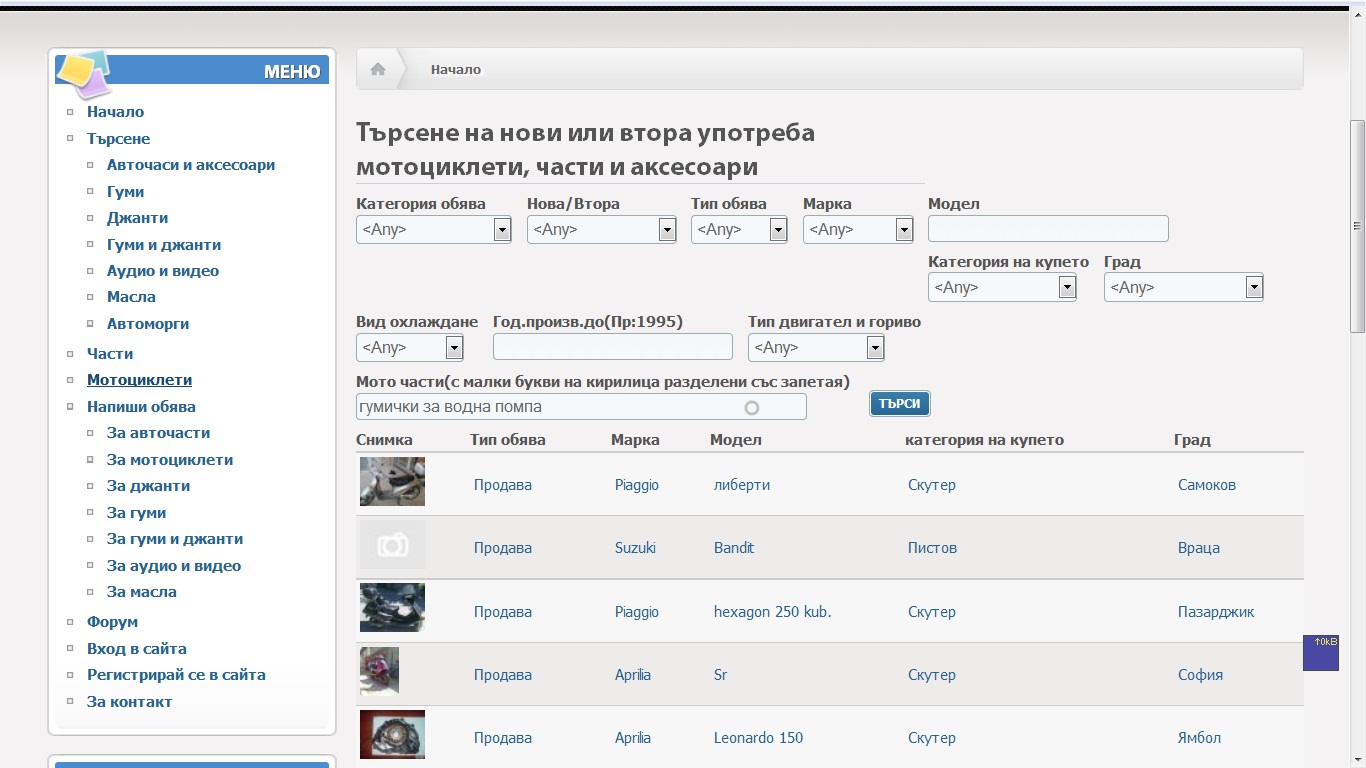 МЕНЮ
Начало
Търсене
Авточаси и аксесоари
Гуми
Джанти
Гуми и джанти
Аудио и видео
Масла
Автоморги
Части
Мотоциклети
Напиши обява
За авточасти
За мотоциклети
За джанти
За гуми
За гуми и джанти
За аудио и видео
За масла
Форум
Вход в сайта
Регистрирай се в сайта
За контакт
Начало
Търсене на нови или втора употреба
мотоциклети, части и аксесоари
Категория обява Нова/Втора Тип обява Марка Модел
<Any> <Any> <Any> <Any>
Категория на купето Град
<Any> <Any>
Вид охлаждане Год.произв.до(Пр:1995) Тип двигател и гориво
<Any> <Any>
Мото части(с малки букви на кирилица разделени със запетая)
гумички за водна помпа ТЪРСИ
Снимка Тип обява Марка Модел категория на купето Град
Продава Piaggio либерти Скутер Самоков
Продава Suzuki Bandit Пистов Враца
Продава Piaggio hexagon 250 kub. Скутер Пазарджик
Продава Aprilia Sr Скутер София
Продава Aprilia Leonardo 150 Скутер Ямбол
↑0kB